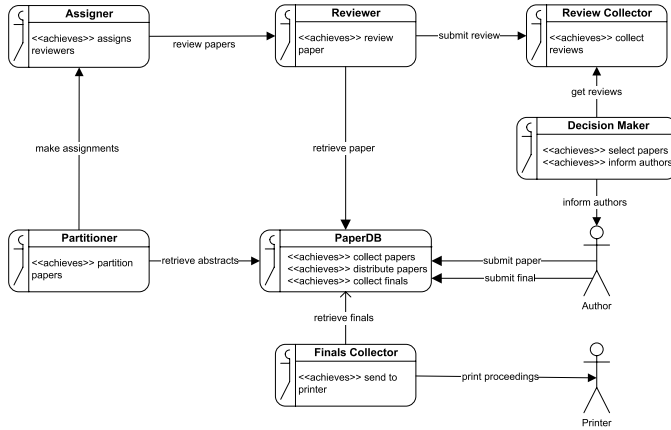 Assigner
<<achieves>> assigns
reviewers
review papers
Reviewer
<<achieves>> review
paper
submit review
Review Collector
<<achieves>> collect
reviews
get reviews
Decision Maker
<<achieves>> select papers
<<achieves>> inform authors
make assignments
retrieve paper
inform authors
Partitioner
<<achieves>> partition
papers
retrieve abstracts
PaperDB
<<achieves>> collect papers
<<achieves>> distribute papers
<<achieves>> collect finals
submit paper
submit final
Author
retrieve finals
Finals Collector
<<achieves>> send to
printer
print proceedings
Printer